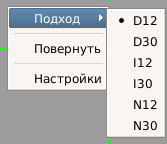 Подход
Повернуть
Настройки
D12
D30
I12
I30
N12
N30